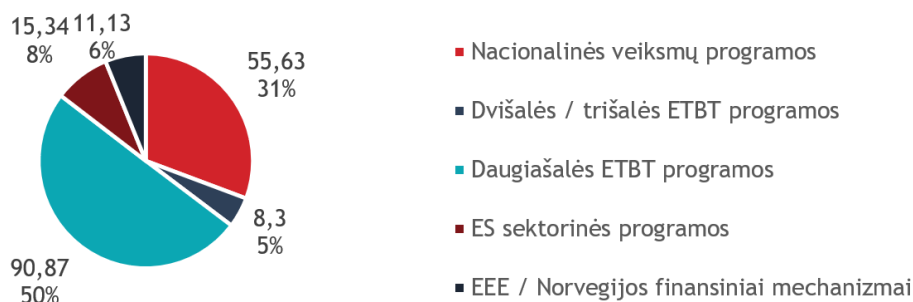 15,34
8%
11,13
6%
55,63
31%
8,3
5%
90,87
50%
Nacionalinės veiksmų programos
Dvišalės / trišalės ETBT programos
Daugiašalės ETBT programos
ES sektorinės programos
EEE / Norvegijos finansiniai mechanizmai